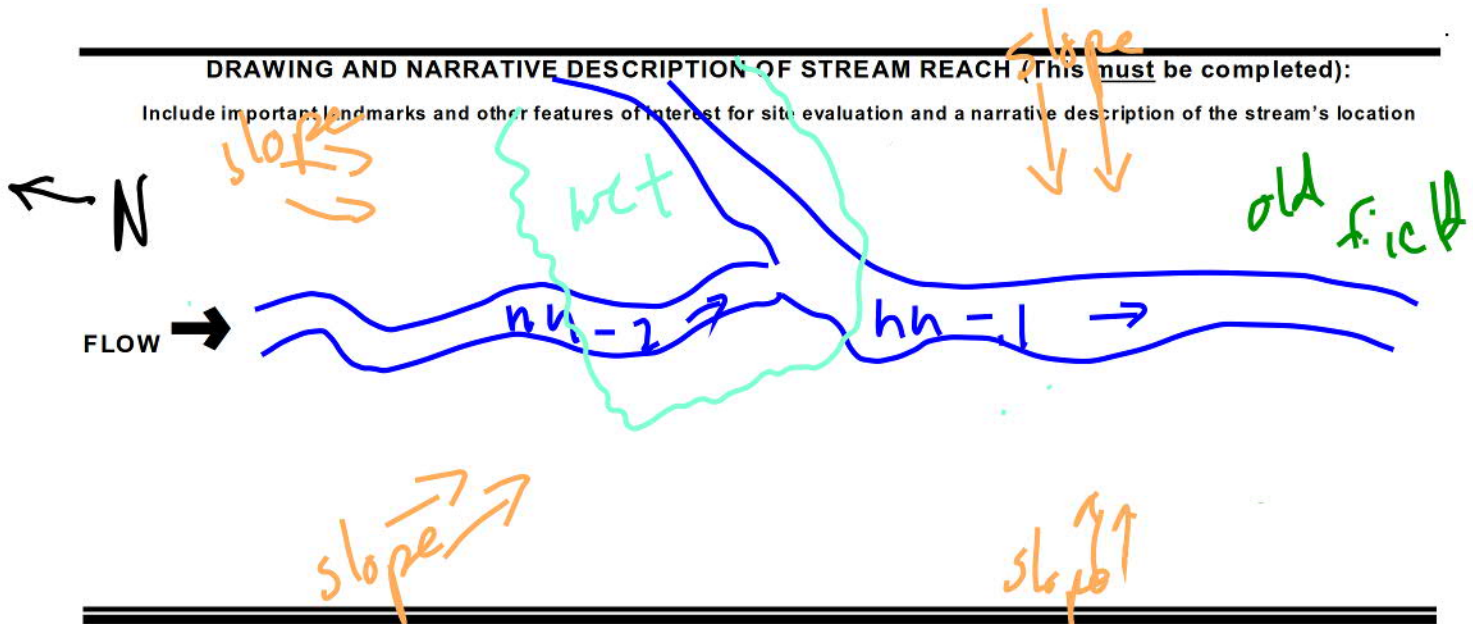 DRAWING AND NARRATIVE DESCRIPTION OF STREAM REACH (This must be completed):
Include important landmarks and other features of interest for site evaluation and a narrative description of the stream's location
slope
slope
N
wet
old field
FLOW
hh-2
hh-1
slope
slope